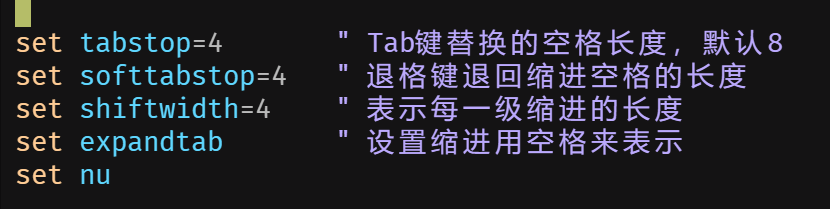 set tabstop=4       " Tab键替换的空格长度，默认8
set softtabstop=4   " 退格键退回缩进空格的长度
set shiftwidth=4    " 表示每一级缩进的长度
set expandtab       " 设置缩进用空格来表示
set nu